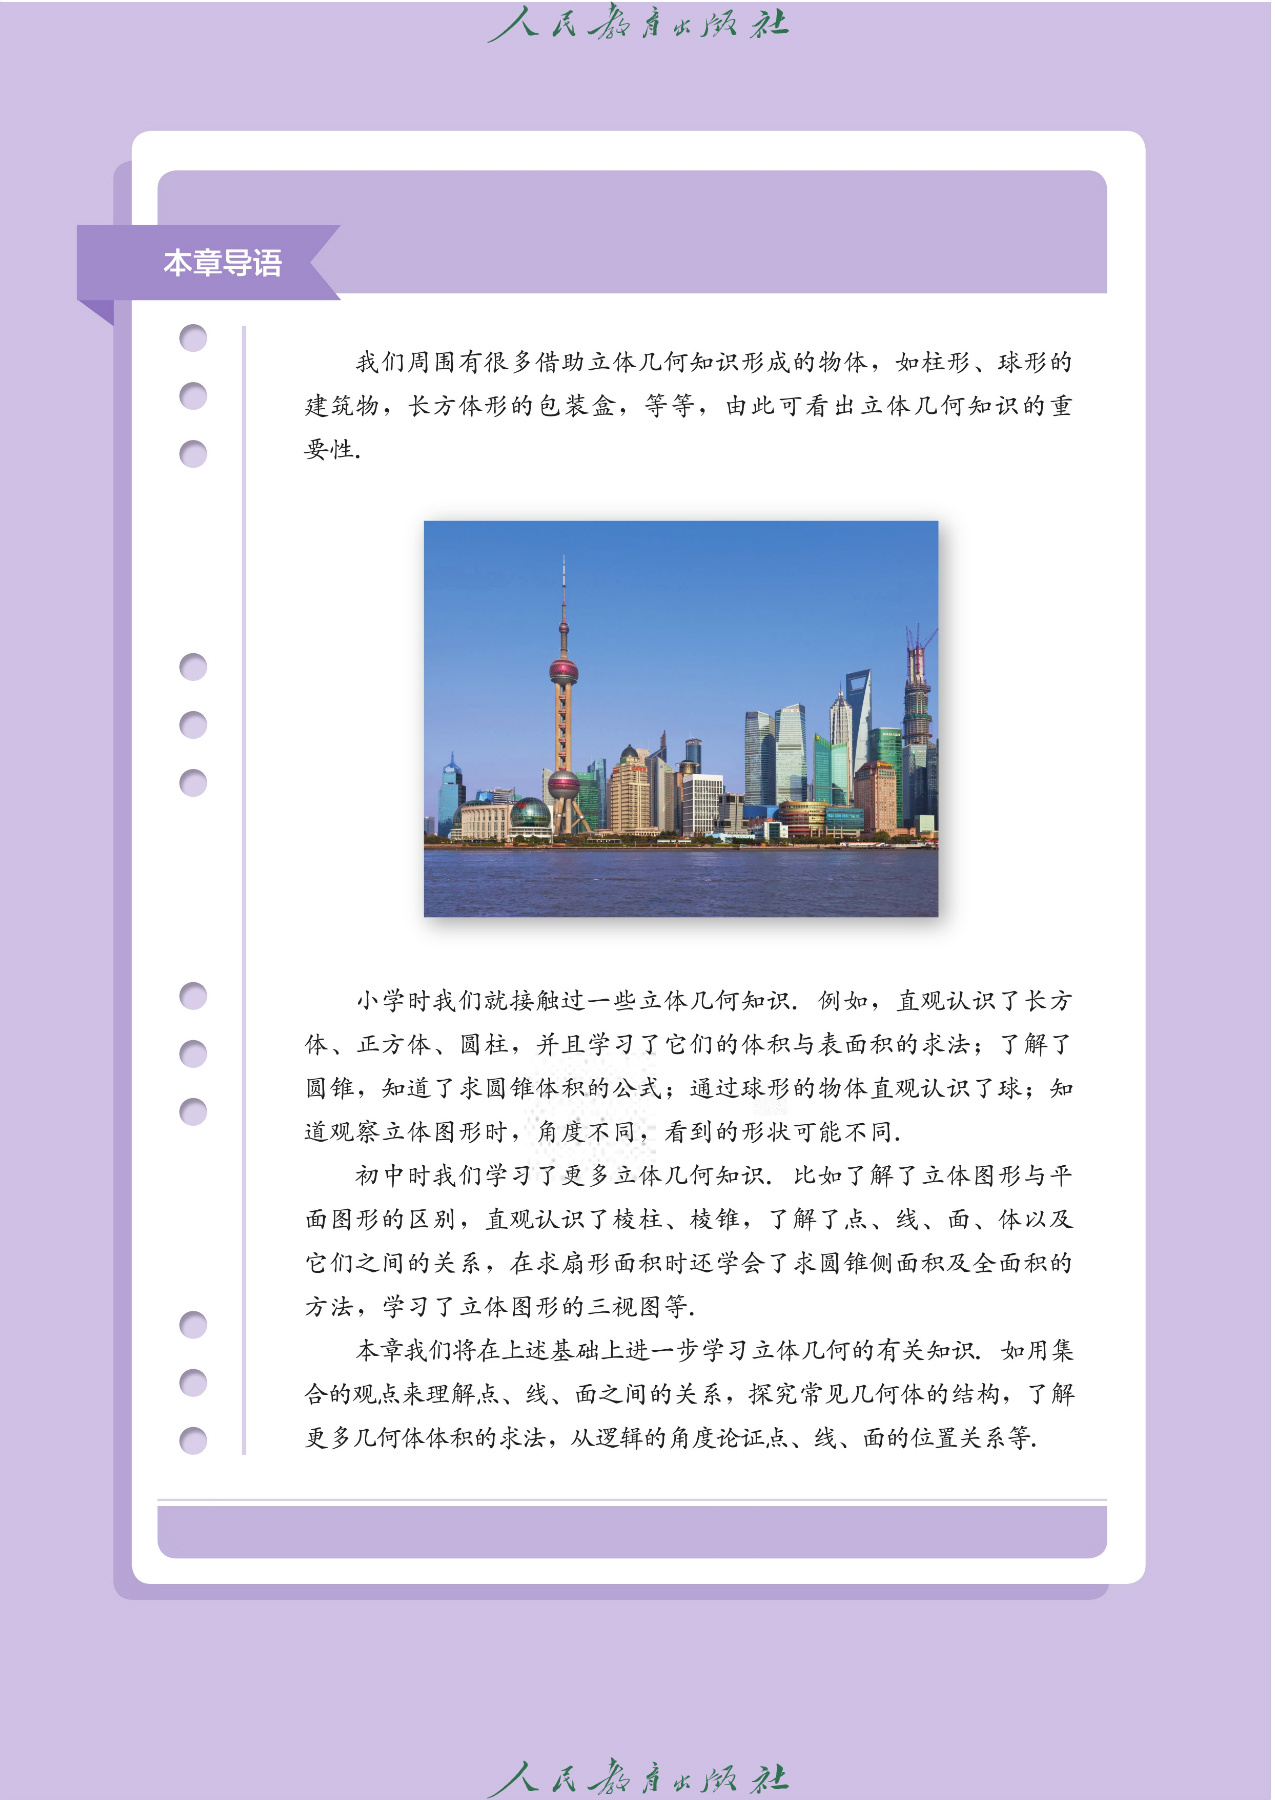 人民教育出版社
本章导语
我们周围有很多借助立体几何知识形成的物体，如柱形、球形的
建筑物，长方体形的包装盒，等等，由此可看出立体几何知识的重
要性．
小学时我们就接触过一些立体几何知识．例如，直观认识了长方
体、正方体、圆柱，并且学习了它们的体积与表面积的求法；了解了
圆锥，知道了求圆锥体积的公式；通过球形的物体直观认识了球；知
道观察立体图形时，角度不同，看到的形状可能不同．
初中时我们学习了更多立体几何知识．比如了解了立体图形与平
面图形的区别，直观认识了棱柱、棱锥，了解了点、线、面、体以及
它们之间的关系，在求扇形面积时还学会了求圆锥侧面积及全面积的
方法，学习了立体图形的三视图等．
本章我们将在上述基础上进一步学习立体几何的有关知识．如用集
合的观点来理解点、线、面之间的关系，探究常见几何体的结构，了解
更多几何体体积的求法，从逻辑的角度论证点、线、面的位置关系等．
人民教育出版社